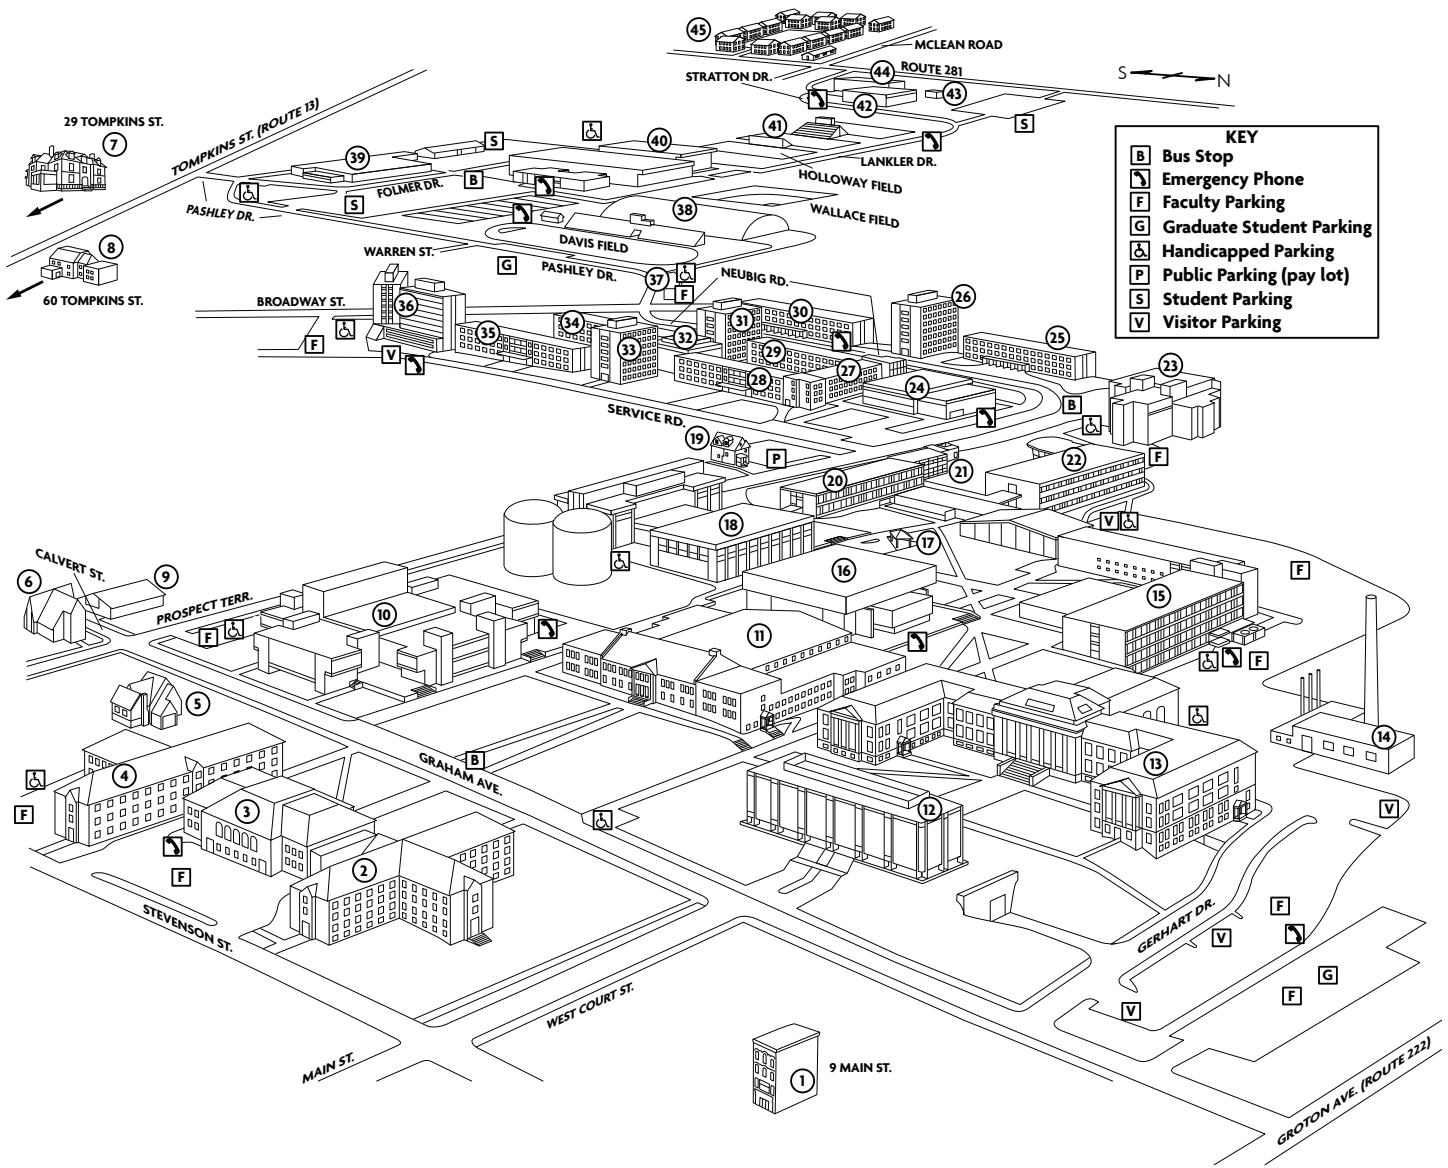 45
MCLEAN ROAD
STRATTON DR.
44
ROUTE 281
S N
42
43
S
29 TOMPKINS ST.
7
TOMPKINS ST. (ROUTE 13)
39
S
40
41
LANKLER DR.
HOLLOWAY FIELD
WALLACE FIELD
FOLMER DR.
B
S
PASHLEY DR.
38
DAVIS FIELD
8
60 TOMPKINS ST.
WARREN ST.
G
PASHLEY DR.
37
F
NEUBIG RD.
KEY
B Bus Stop
Emergency Phone
F Faculty Parking
G Graduate Student Parking
Handicapped Parking
P Public Parking (pay lot)
S Student Parking
V Visitor Parking
BROADWAY ST.
36
F
V
35
34
33
32
31
30
29
28
27
26
25
24
23
B
SERVICE RD.
19
P
20
21
22
F
V
18
17
16
15
F
F
CALVERT ST.
6
9
PROSPECT TERR.
F
10
11
5
4
3
F
2
F
B
GRAHAM AVE.
12
13
14
V
STEVENSON ST.
GERHART DR.
F
V
G
F
V
WEST COURT ST.
MAIN ST.
1
9 MAIN ST.
GROTON AVE. (ROUTE 222)